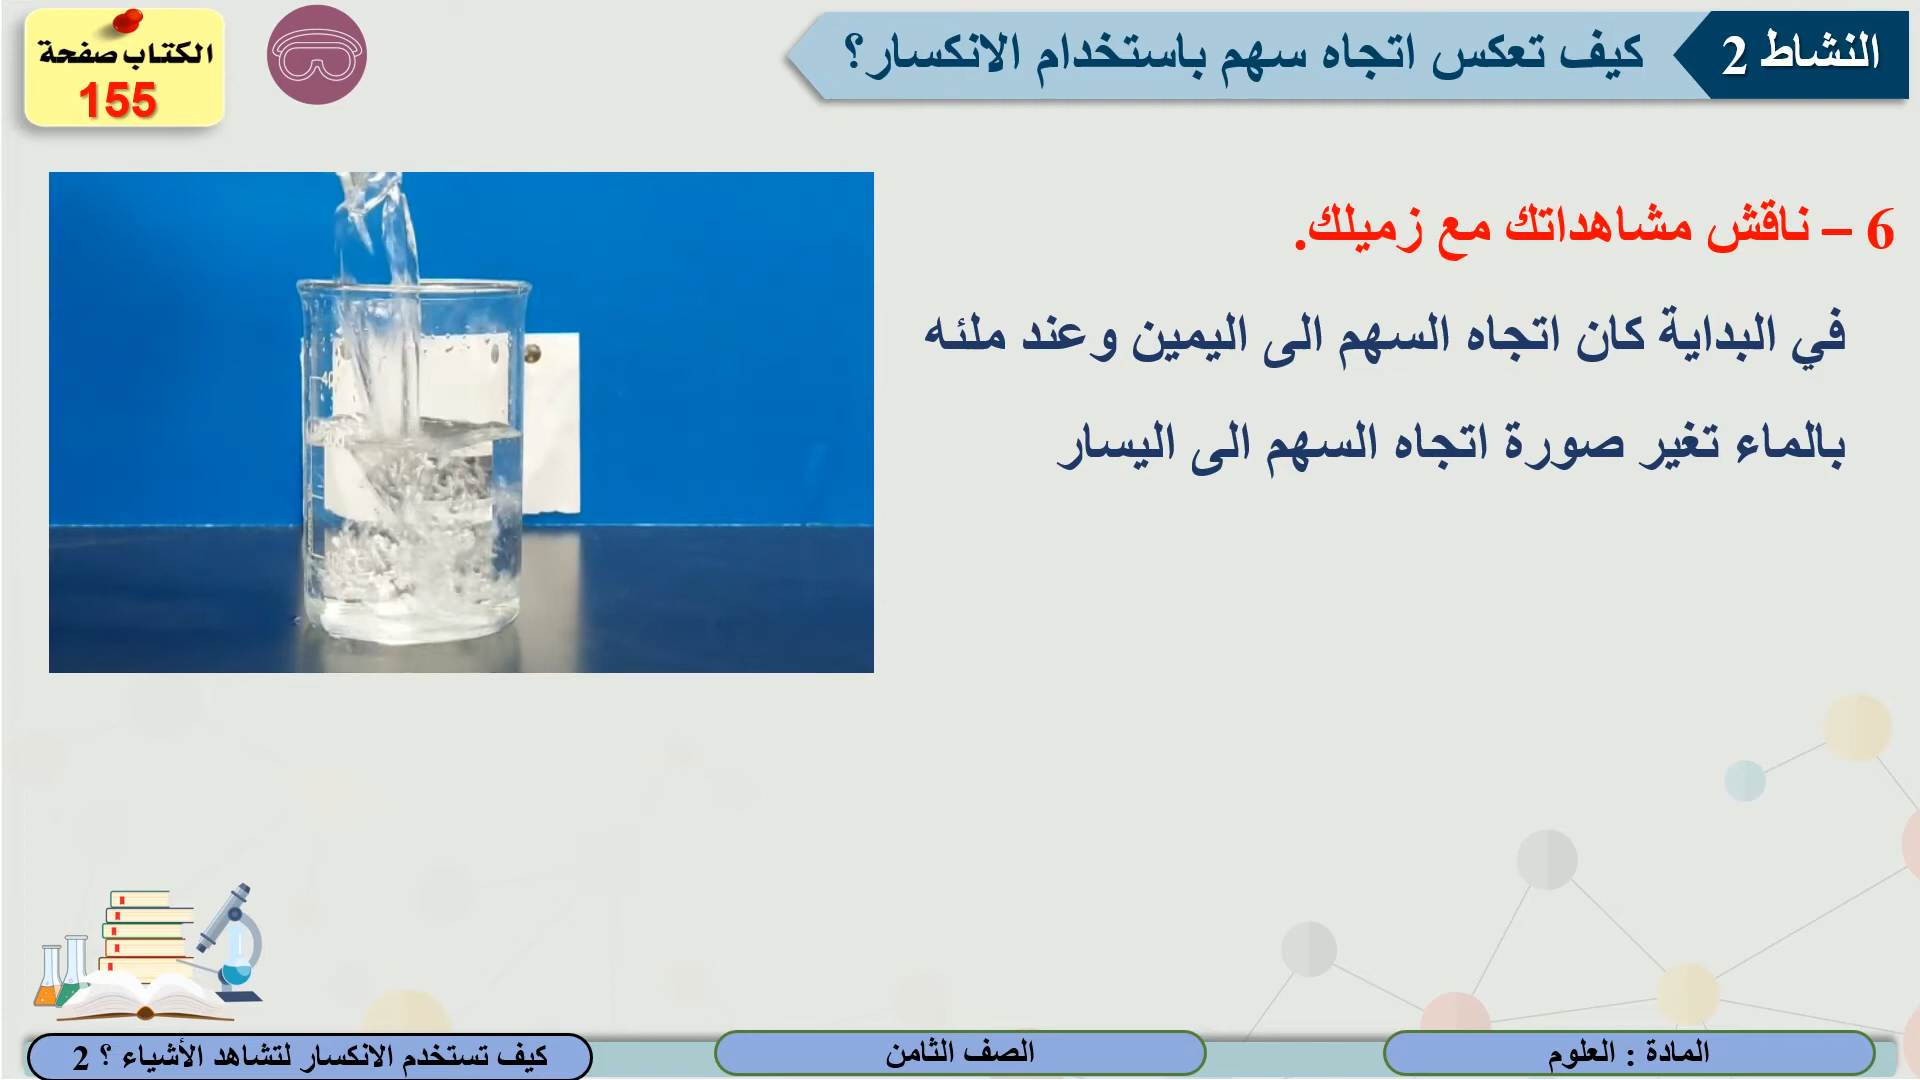 النشاط 2
كيف تعكس اتجاه سهم باستخدام الانكسار؟
الكتاب صفحة
155
6 – ناقش مشاهداتك مع زميلك.
في البداية كان اتجاه السهم الى اليمين وعند ملئه
بالماء تغير صورة اتجاه السهم الى اليسار
المادة : العلوم
الصف الثامن
كيف تستخدم الانكسار لتشاهد الأشياء ؟ 2